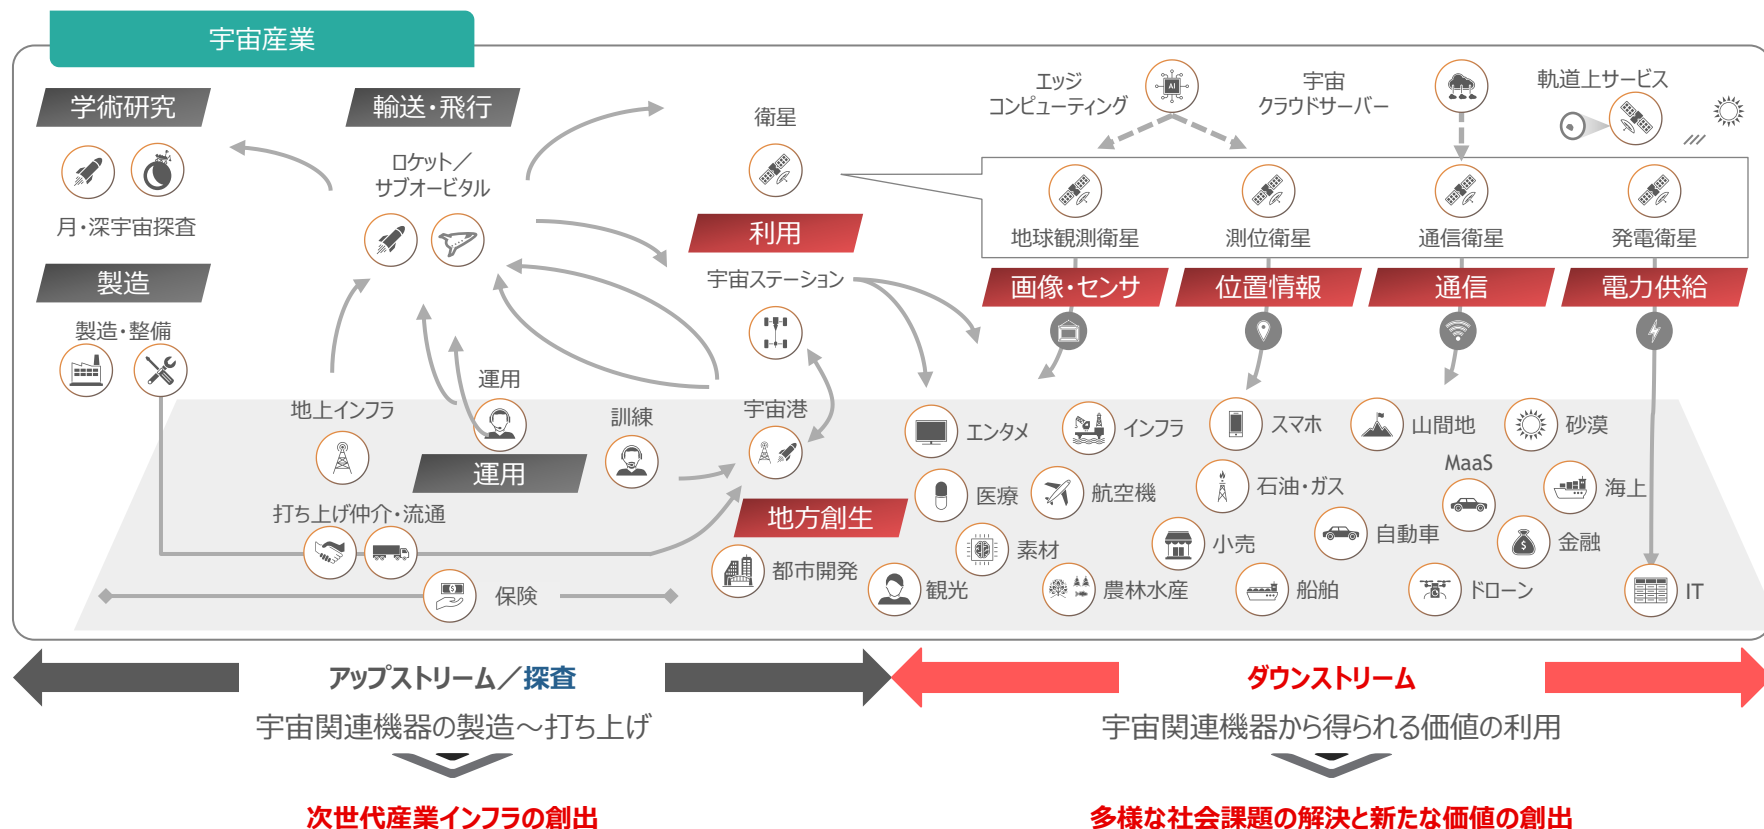 宇宙産業
学術研究
月・深宇宙探査
製造
製造・整備
輸送・飛行
ロケット／
サブオービタル
衛星
利用
宇宙ステーション
エッジ
コンピューティング
宇宙
クラウドサーバー
軌道上サービス
AI
地球観測衛星
測位衛星
通信衛星
発電衛星
画像・センサ
位置情報
通信
電力供給
地上インフラ
運用
運用
訓練
宇宙港
地方創生
打ち上げ仲介・流通
保険
都市開発
エンタメ
インフラ
スマホ
山間地
砂漠
医療
航空機
石油・ガス
MaaS
海上
素材
小売
自動車
金融
観光
農林水産
船舶
ドローン
IT
アップストリーム／探査
宇宙関連機器の製造～打ち上げ
次世代産業インフラの創出
ダウンストリーム
宇宙関連機器から得られる価値の利用
多様な社会課題の解決と新たな価値の創出